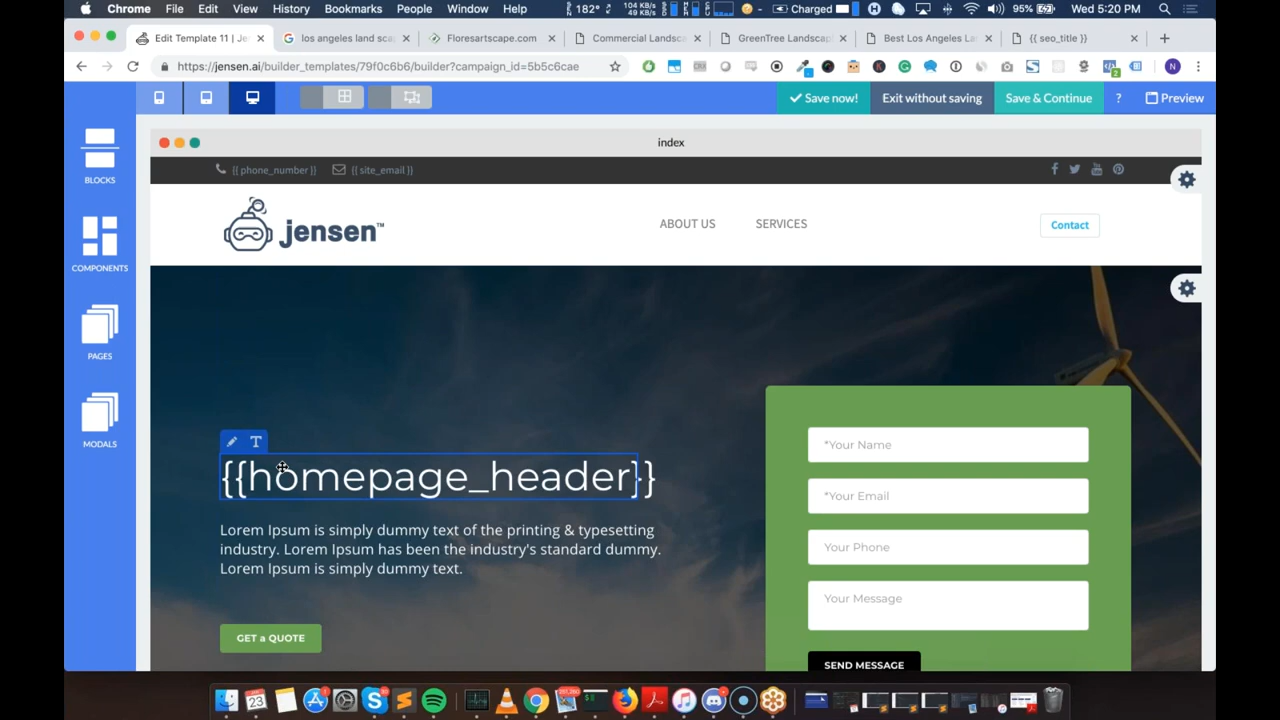 Chrome File Edit View History Bookmarks People Window Help 182° 104 KB/s 49 KB/s Charged 95% Wed 5:20 PM
Edit Template 11 | Je los angeles land sca Floresartscape.com Commercial Landsca GreenTree Landscap Best Los Angeles La {{ seo_title }}
https://jensen.ai/builder_templates/79f0c6b6/builder?campaign_id=5b5c6cae
Save now! Exit without saving Save & Continue ? Preview
index
{{ phone_number }} {{ site_email }}
BLOCKS
jensen™ ABOUT US SERVICES Contact
COMPONENTS
PAGES
MODALS
{{homepage_header}}
Lorem Ipsum is simply dummy text of the printing & typesetting
industry. Lorem Ipsum has been the industry's standard dummy.
Lorem Ipsum is simply dummy text.
GET a QUOTE
*Your Name
*Your Email
Your Phone
Your Message
SEND MESSAGE